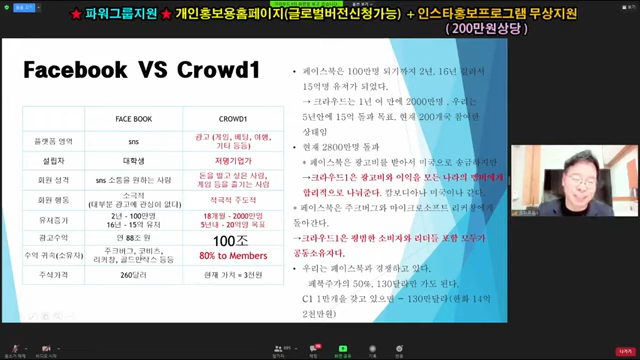 ★ 파워그룹지원 ★ 개인홍보용홈페이지(글로벌버전신청가능) + 인스타홍보프로그램 무상지원
( 200만원상당 )
Facebook VS Crowd1
FACE BOOK CROWD1
플랫폼 영역 sns 광고 (게임, 베팅, 여행, 기타 등등)
설립자 대학생 저명기업가
회원 성격 sns 소통을 원하는 사람 돈을 벌고 싶은 사람, 게임 등을 즐기는 사람
회원 행동 소극적 (대부분 광고에 관심이 없다) 적극적 주도적
유저증가 2년 - 100만명 16년 - 15억 유저 18개월 - 2000만명 5년내 - 20억명 목표
광고수익 연 88조 원 100조
수익 귀속(소유자) 주크버그, 코비츠, 리커창, 골드만삭스 등등 80% to Members
주식가격 260달러 현재 가치 ≈ 3천원
• 페이스북은 100만명 되기까지 2년, 16년 걸려서
15억명 유저가 되었다.
→ 크라우드는 1년 여 만에 2000만명 , 우리는
5년안에 15억 돌파 목표. 현재 200개국 참여한
상태임
• 현재 2800만명 돌파
* 페이스북은 광고비를 받아서 미국으로 송금하지만
→크라우드1은 광고비와 이익을 모든 나라의 멤버에게
합리적으로 나눠준다. 캄보디아나 미국이나 같다.
* 페이스북은 주크버그와 마이크로소프트 리커창에게
돌아간다.
→크라우드1은 평범한 소비자와 리더들 포함 모두가
공동소유자다.
• 우리는 페이스북과 경쟁하고 있다.
페북주가의 50%, 130달러만 가도 된다.
C1 1만개을 갖고 있으면 - 130만달러(한화 14억
2천만원)
나가기